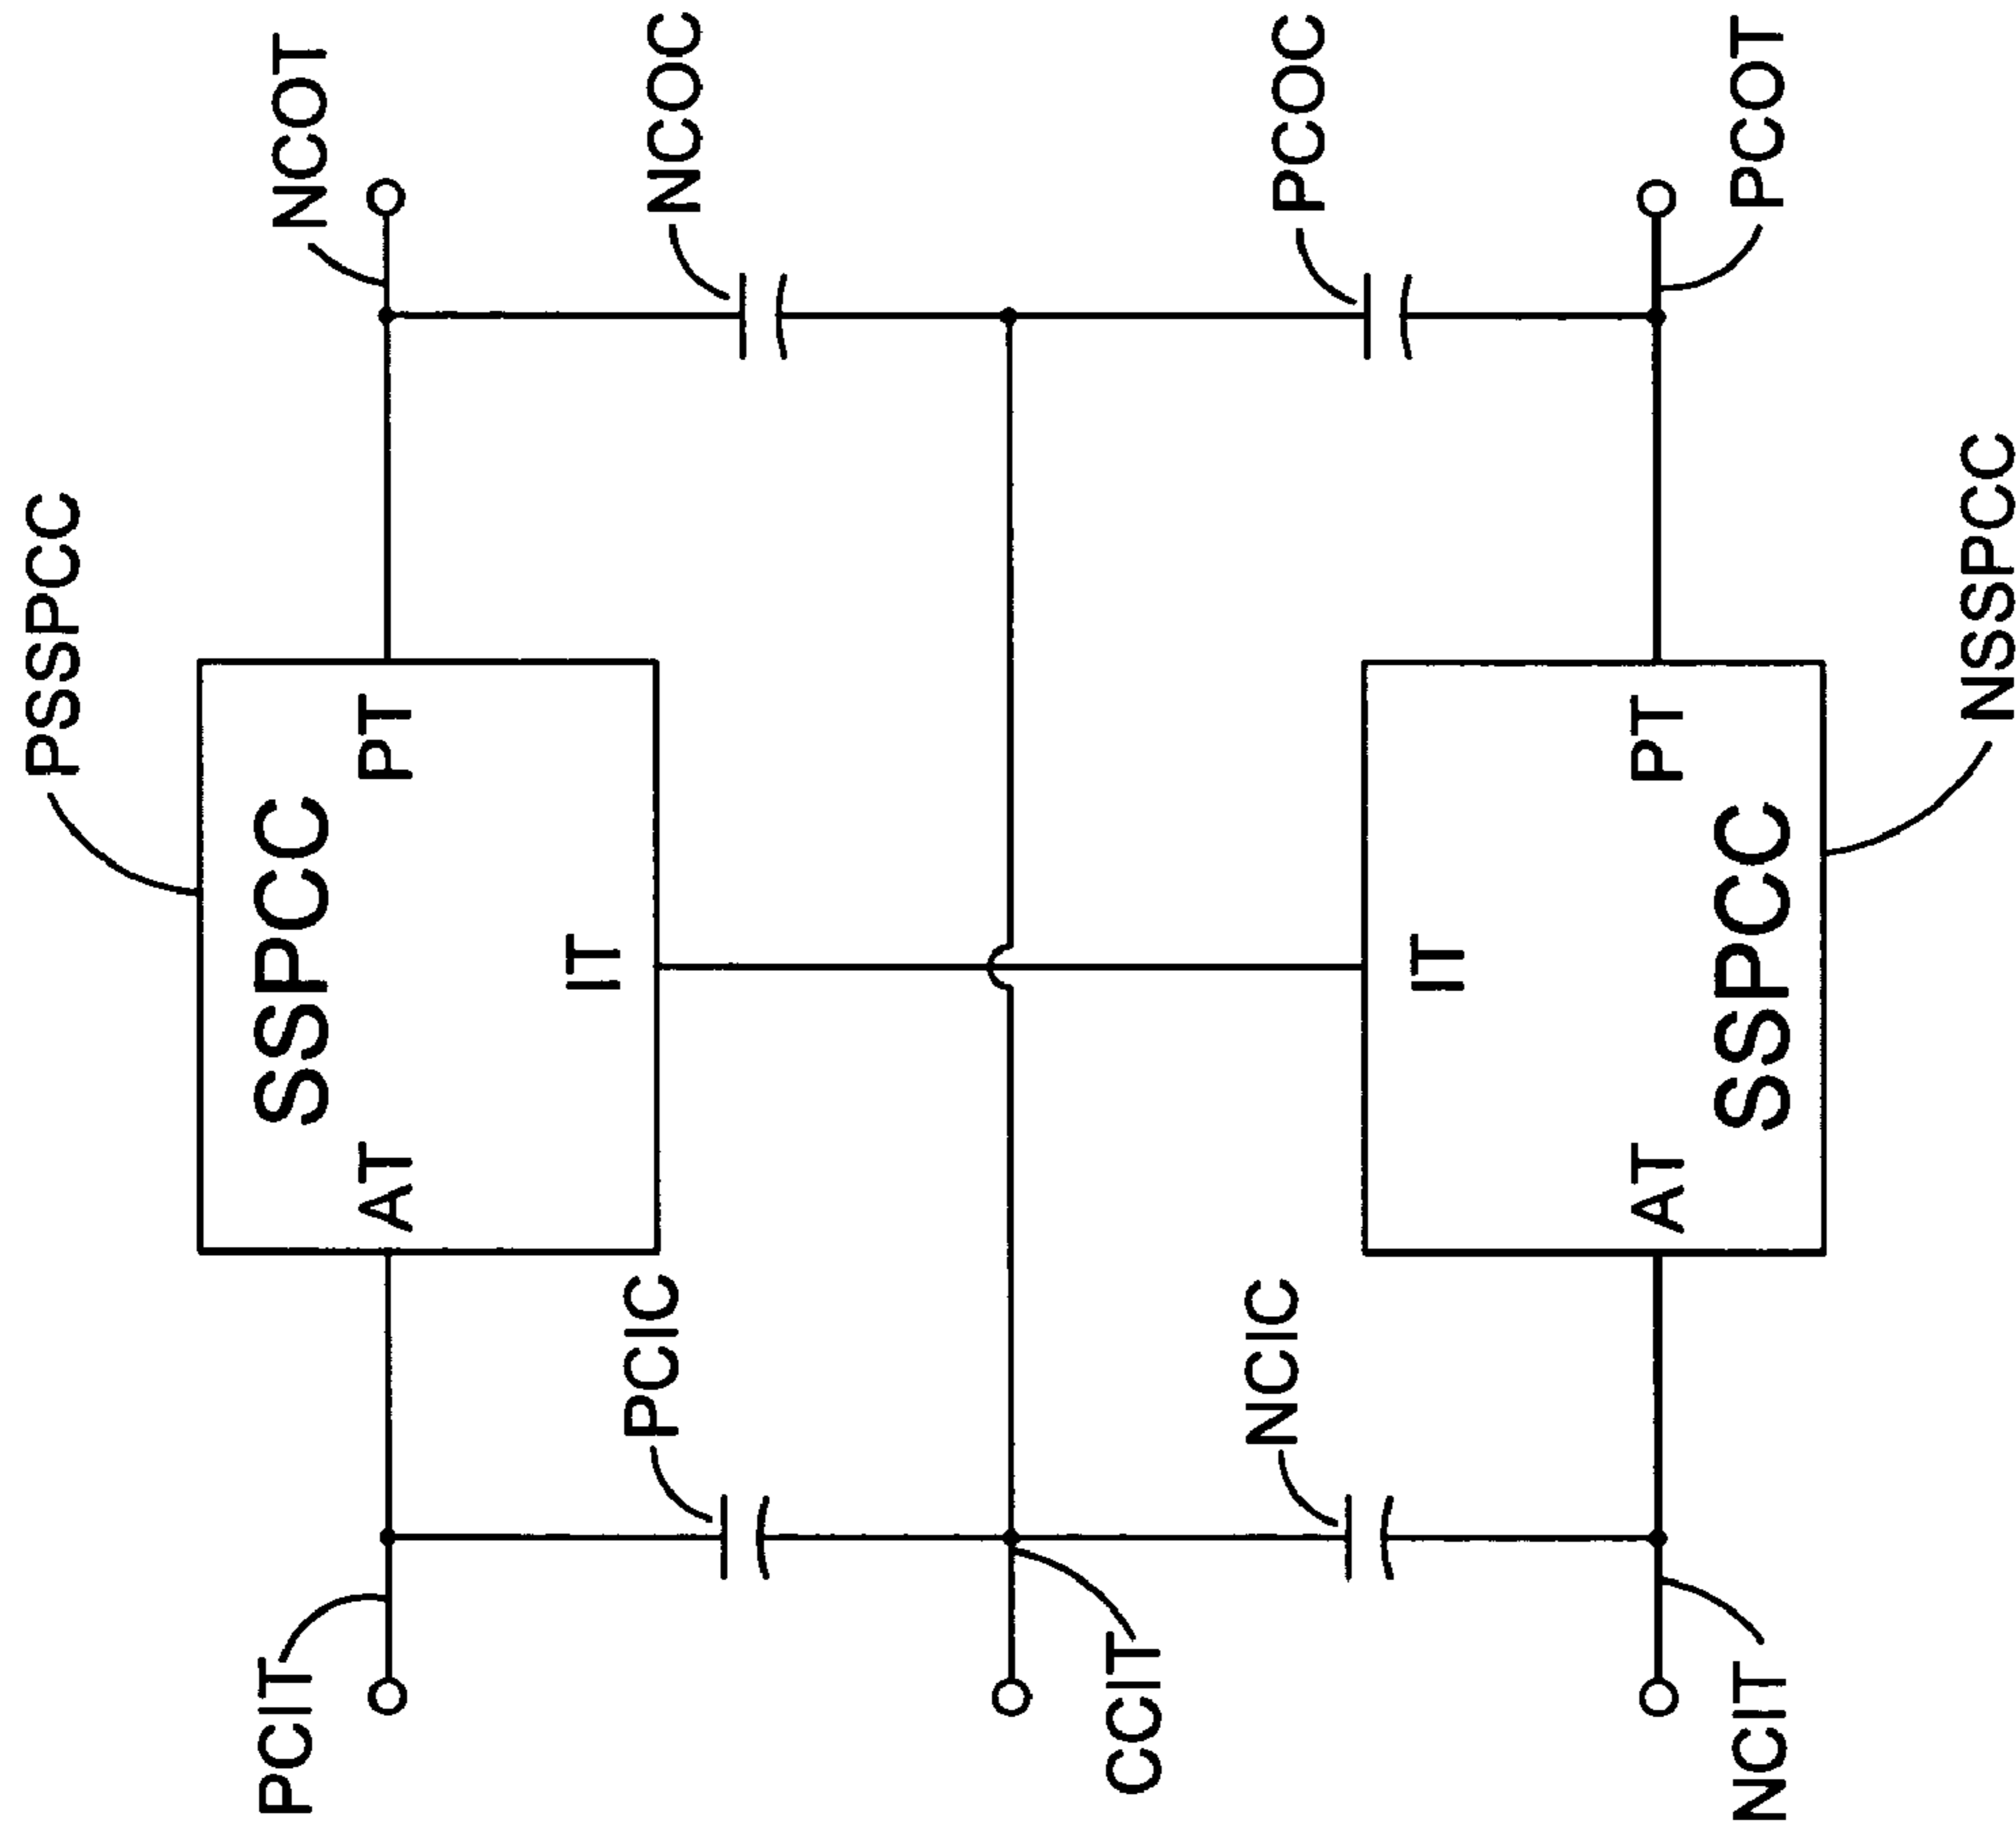 PSSPCC
NCOT
NCOC
PCOC
PCOT
SSPCC
AT
PT
IT
IT
AT
PT
SSPCC
NSSPCC
PCIT
PCIC
CCIT
NCIC
NCIT